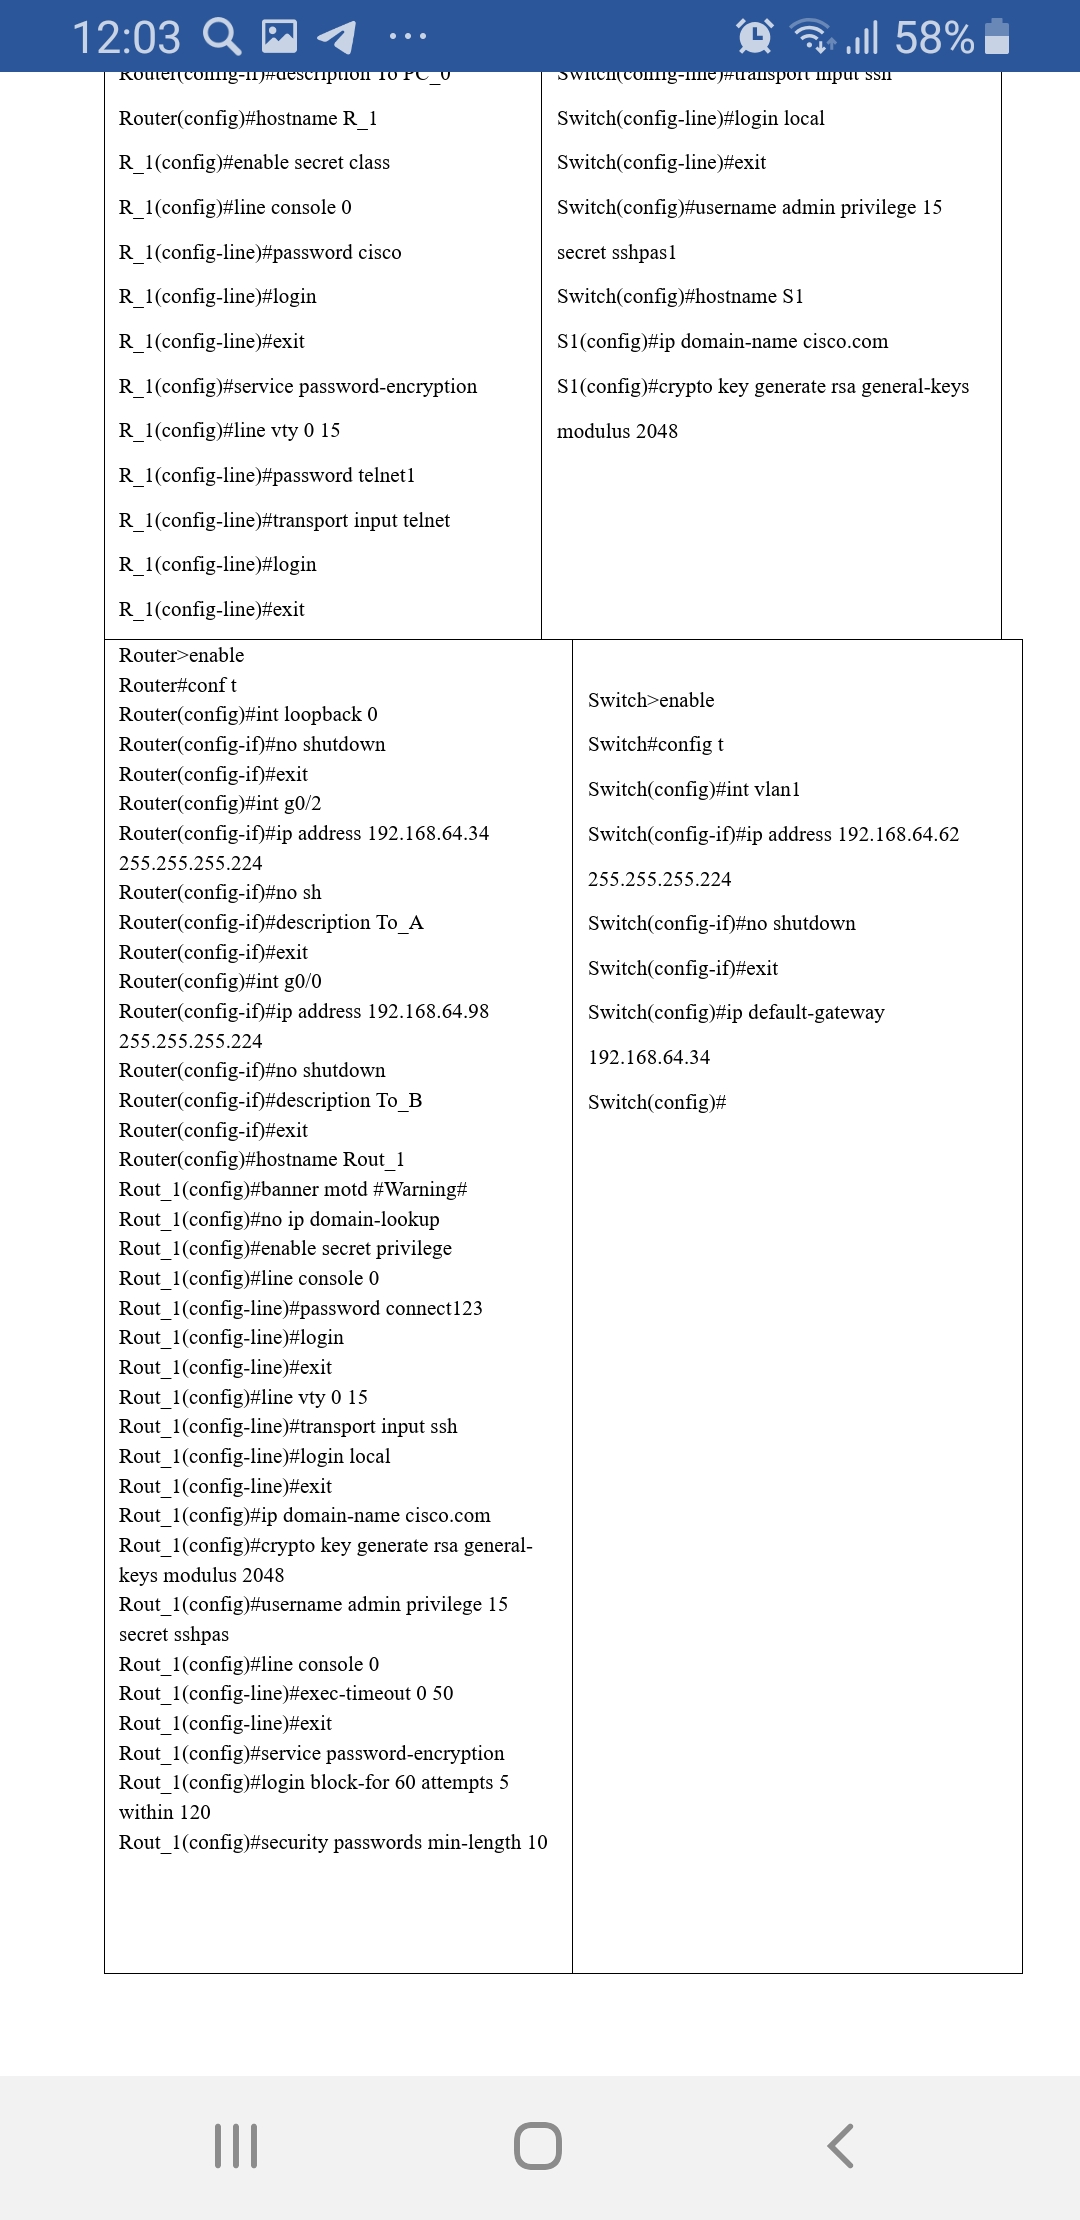 12:03 58%
Router(config-if)#description To PC_0
Router(config)#hostname R_1
R_1(config)#enable secret class
R_1(config)#line console 0
R_1(config-line)#password cisco
R_1(config-line)#login
R_1(config-line)#exit
R_1(config)#service password-encryption
R_1(config)#line vty 0 15
R_1(config-line)#password telnet1
R_1(config-line)#transport input telnet
R_1(config-line)#login
R_1(config-line)#exit
Switch(config-line)#transport input ssh
Switch(config-line)#login local
Switch(config-line)#exit
Switch(config)#username admin privilege 15
secret sshpas1
Switch(config)#hostname S1
S1(config)#ip domain-name cisco.com
S1(config)#crypto key generate rsa general-keys
modulus 2048
Router>enable
Router#conf t
Router(config)#int loopback 0
Router(config-if)#no shutdown
Router(config-if)#exit
Router(config)#int g0/2
Router(config-if)#ip address 192.168.64.34
255.255.255.224
Router(config-if)#no sh
Router(config-if)#description To_A
Router(config-if)#exit
Router(config)#int g0/0
Router(config-if)#ip address 192.168.64.98
255.255.255.224
Router(config-if)#no shutdown
Router(config-if)#description To_B
Router(config-if)#exit
Router(config)#hostname Rout_1
Rout_1(config)#banner motd #Warning#
Rout_1(config)#no ip domain-lookup
Rout_1(config)#enable secret privilege
Rout_1(config)#line console 0
Rout_1(config-line)#password connect123
Rout_1(config-line)#login
Rout_1(config-line)#exit
Rout_1(config)#line vty 0 15
Rout_1(config-line)#transport input ssh
Rout_1(config-line)#login local
Rout_1(config-line)#exit
Rout_1(config)#ip domain-name cisco.com
Rout_1(config)#crypto key generate rsa general-
keys modulus 2048
Rout_1(config)#username admin privilege 15
secret sshpas
Rout_1(config)#line console 0
Rout_1(config-line)#exec-timeout 0 50
Rout_1(config-line)#exit
Rout_1(config)#service password-encryption
Rout_1(config)#login block-for 60 attempts 5
within 120
Rout_1(config)#security passwords min-length 10
Switch>enable
Switch#config t
Switch(config)#int vlan1
Switch(config-if)#ip address 192.168.64.62
255.255.255.224
Switch(config-if)#no shutdown
Switch(config-if)#exit
Switch(config)#ip default-gateway
192.168.64.34
Switch(config)#